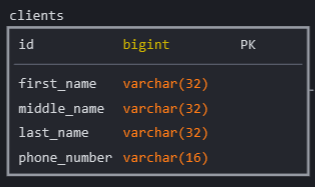 clients
id bigint PK
first_name varchar(32)
middle_name varchar(32)
last_name varchar(32)
phone_number varchar(16)